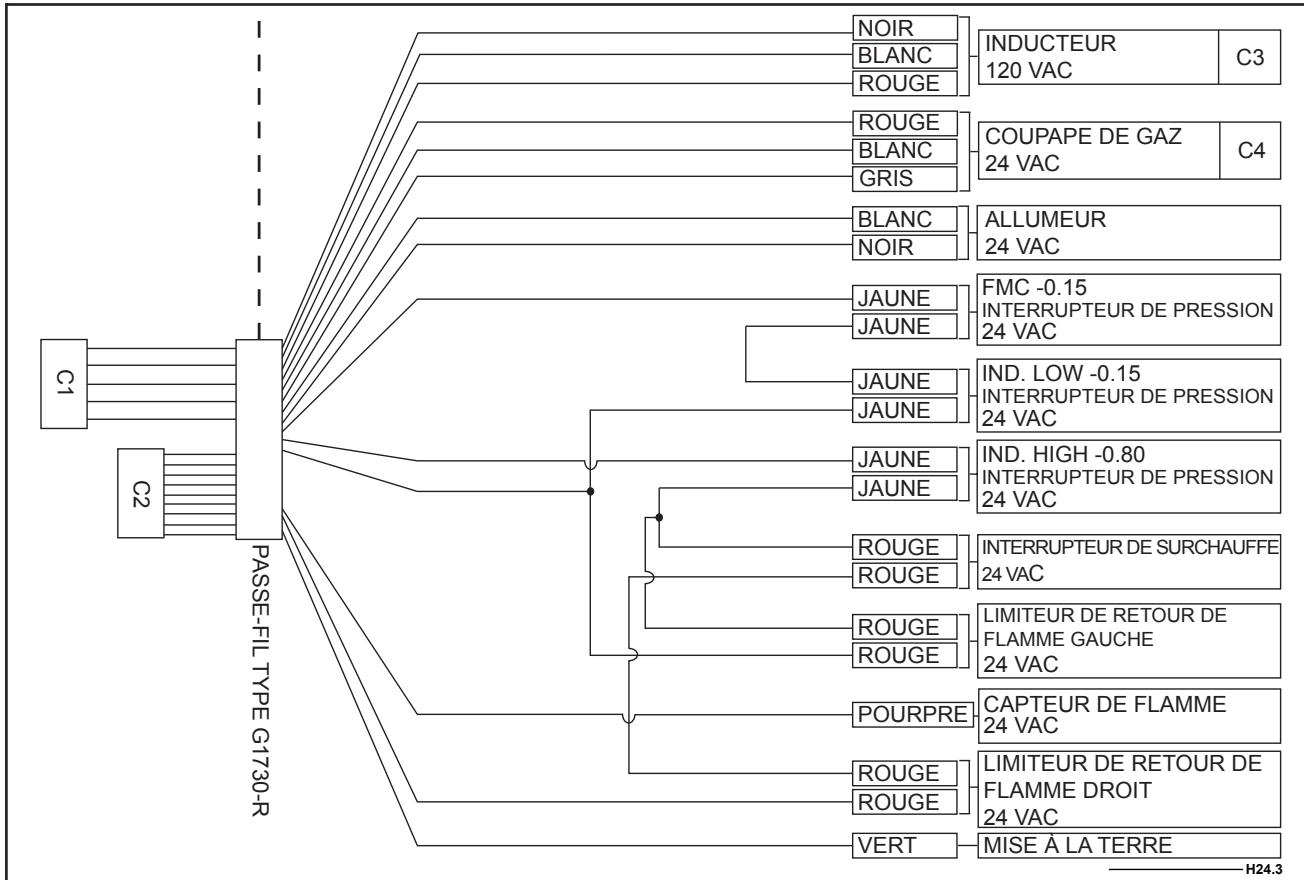 NOIR
BLANC
ROUGE
INDUCTEUR
120 VAC
C3
ROUGE
BLANC
GRIS
COUPAPE DE GAZ
24 VAC
C4
BLANC
NOIR
ALLUMEUR
24 VAC
JAUNE
JAUNE
FMC -0.15
INTERRUPTEUR DE PRESSION
24 VAC
JAUNE
JAUNE
IND. LOW -0.15
INTERRUPTEUR DE PRESSION
24 VAC
JAUNE
JAUNE
IND. HIGH -0.80
INTERRUPTEUR DE PRESSION
24 VAC
ROUGE
ROUGE
INTERRUPTEUR DE SURCHAUFFE
24 VAC
ROUGE
ROUGE
LIMITEUR DE RETOUR DE
FLAMME GAUCHE
24 VAC
POURPRE
CAPTEUR DE FLAMME
24 VAC
ROUGE
ROUGE
LIMITEUR DE RETOUR DE
FLAMME DROIT
24 VAC
VERT
MISE À LA TERRE
C1
C2
PASSE-FIL TYPE G1730-R
H24.3